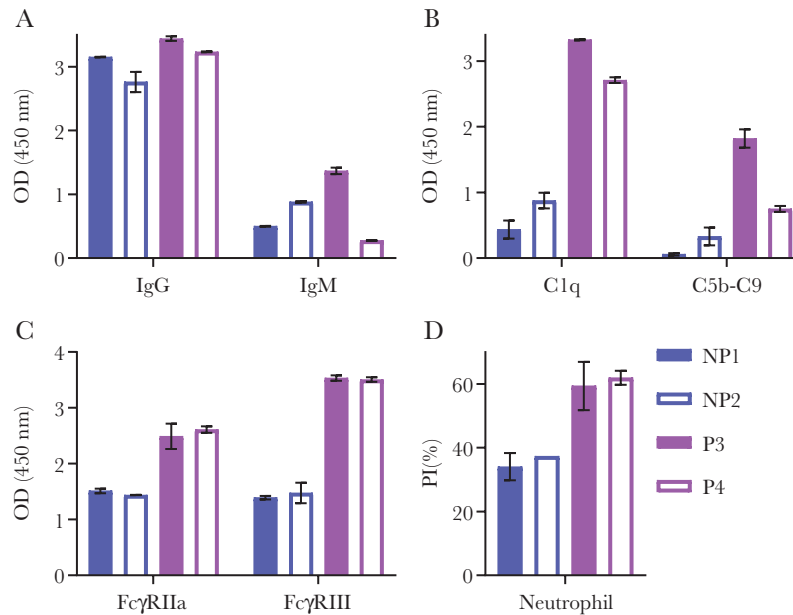 A
OD (450 nm)
3
2
1
0
IgG IgM
B
OD (450 nm)
3
2
1
0
C1q C5b-C9
C
OD (450 nm)
4
3
2
1
0
FcγRIIa FcγRIII
D
PI(%)
60
40
20
0
Neutrophil
NP1
NP2
P3
P4